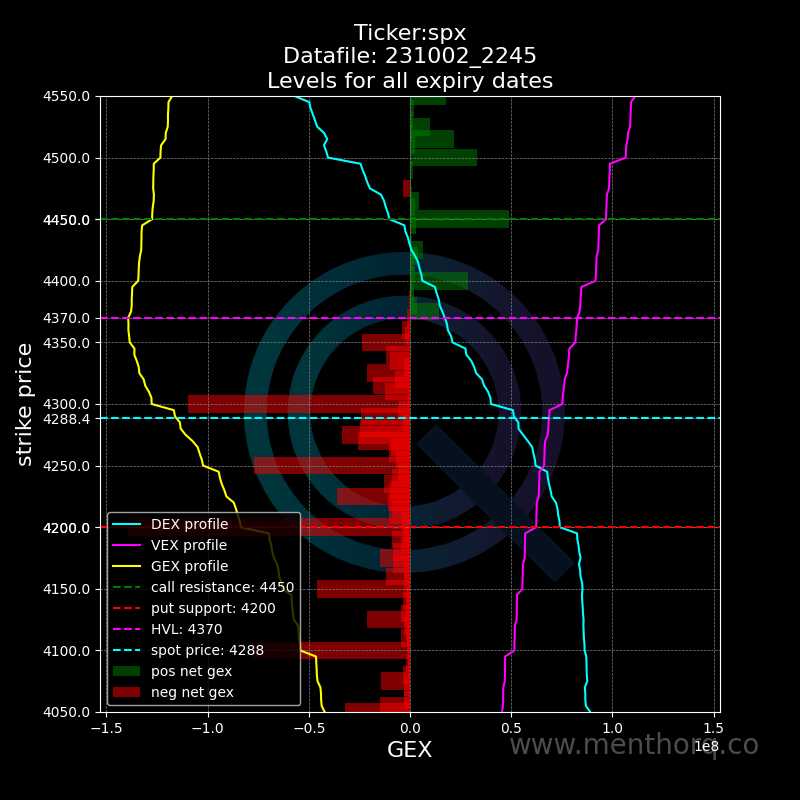 Ticker:spx
Datafile: 231002_2245
Levels for all expiry dates
4550.0
4500.0
4450.0
4400.0
4370.0
4350.0
4300.0
4288.4
4250.0
4200.0
4150.0
4100.0
4050.0
strike price
DEX profile
VEX profile
GEX profile
call resistance: 4450
put support: 4200
HVL: 4370
spot price: 4288
pos net gex
neg net gex
−1.5 −1.0 −0.5 0.0 0.5 1.0 1.5
1e8
GEX
www.menthorq.co